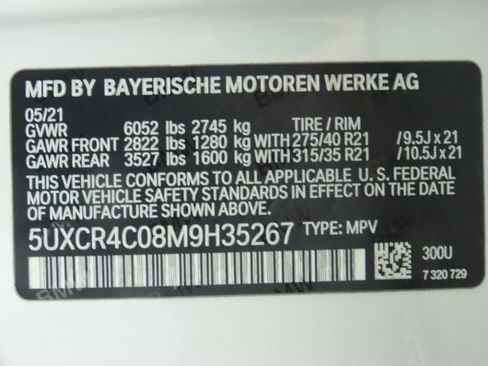 MFD BY BAYERISCHE MOTOREN WERKE AG
05/21
GVWR 6052 lbs 2745 kg TIRE / RIM
GAWR FRONT 2822 lbs 1280 kg WITH 275/40 R21 / 9.5J x 21
GAWR REAR 3527 lbs 1600 kg WITH 315/35 R21 / 10.5J x 21
THIS VEHICLE CONFORMS TO ALL APPLICABLE U. S. FEDERAL
MOTOR VEHICLE SAFETY STANDARDS IN EFFECT ON THE DATE
OF MANUFACTURE SHOWN ABOVE.
5UXCR4C08M9H35267 TYPE: MPV
300U
7 320 729